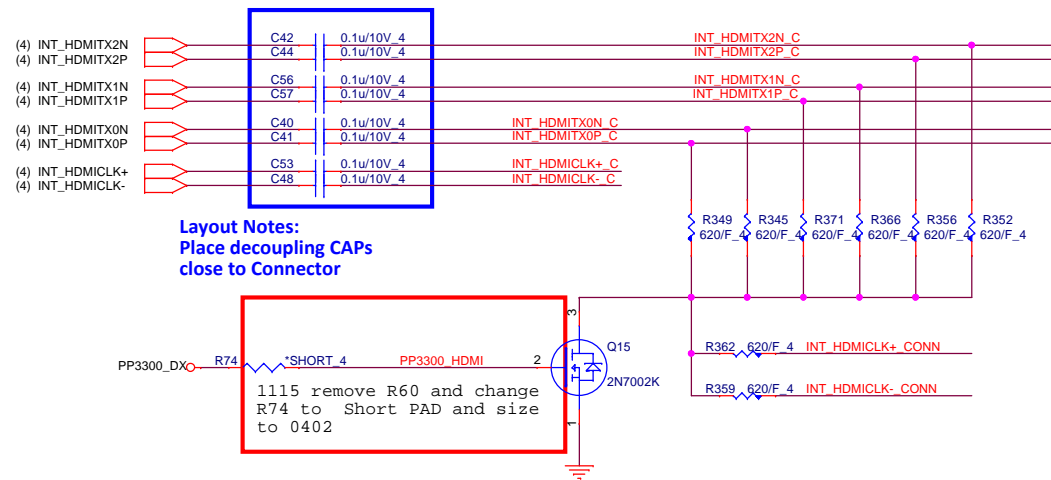 (4) INT_HDMITX2N C42 0.1u/10V_4 INT_HDMITX2N_C
(4) INT_HDMITX2P C44 0.1u/10V_4 INT_HDMITX2P_C
(4) INT_HDMITX1N C56 0.1u/10V_4 INT_HDMITX1N_C
(4) INT_HDMITX1P C57 0.1u/10V_4 INT_HDMITX1P_C
(4) INT_HDMITX0N C40 0.1u/10V_4 INT_HDMITX0N_C
(4) INT_HDMITX0P C41 0.1u/10V_4 INT_HDMITX0P_C
(4) INT_HDMICLK+ C53 0.1u/10V_4 INT_HDMICLK+_C
(4) INT_HDMICLK- C48 0.1u/10V_4 INT_HDMICLK-_C
Layout Notes:
Place decoupling CAPs
close to Connector
R349 R345 R371 R366 R356 R352
620/F_4 620/F_4 620/F_4 620/F_4 620/F_4 620/F_4
3
Q15
R362 620/F_4 INT_HDMICLK+_CONN
PP3300_DX R74 *SHORT_4 PP3300_HDMI 2
2N7002K
R359 620/F_4 INT_HDMICLK-_CONN
1115 remove R60 and change
R74 to Short PAD and size
to 0402
1